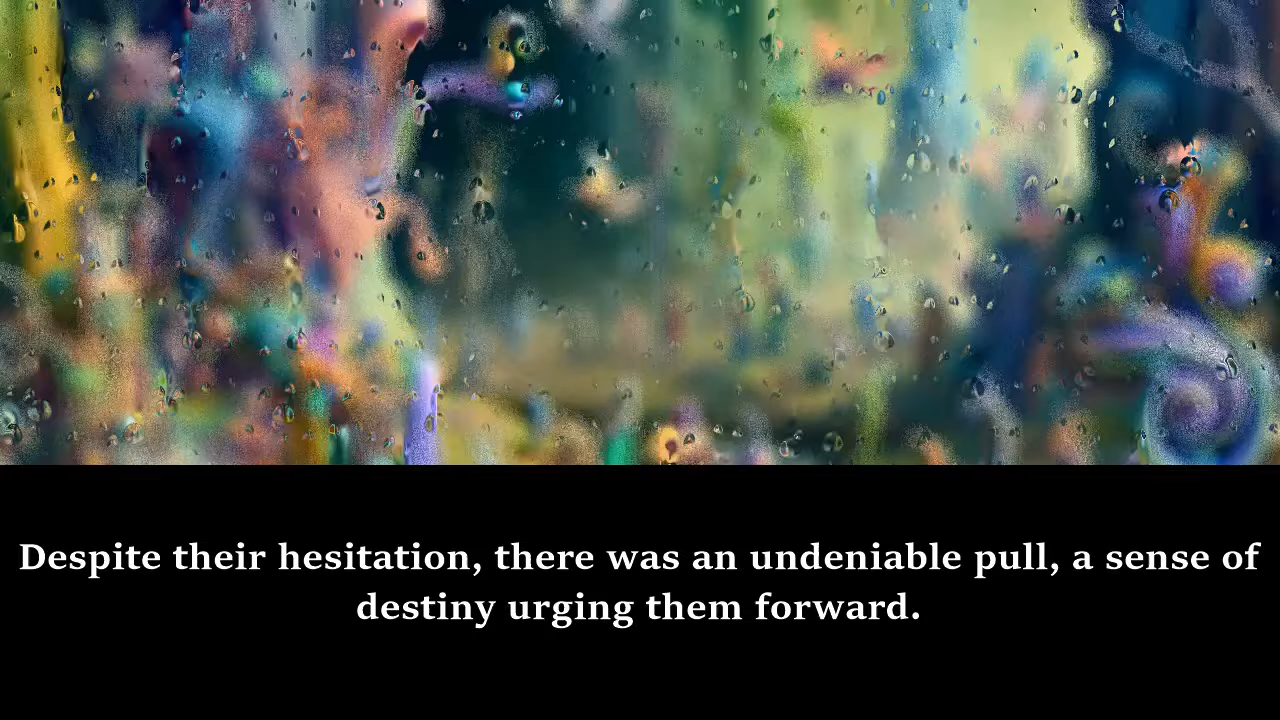 Despite their hesitation, there was an undeniable pull, a sense of
destiny urging them forward.